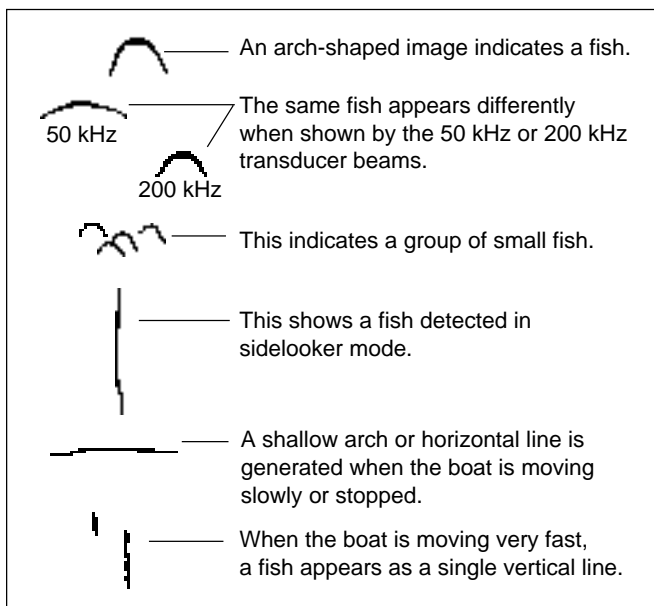 An arch-shaped image indicates a fish.
The same fish appears differently
when shown by the 50 kHz or 200 kHz
transducer beams.
50 kHz
200 kHz
This indicates a group of small fish.
This shows a fish detected in
sidelooker mode.
A shallow arch or horizontal line is
generated when the boat is moving
slowly or stopped.
When the boat is moving very fast,
a fish appears as a single vertical line.